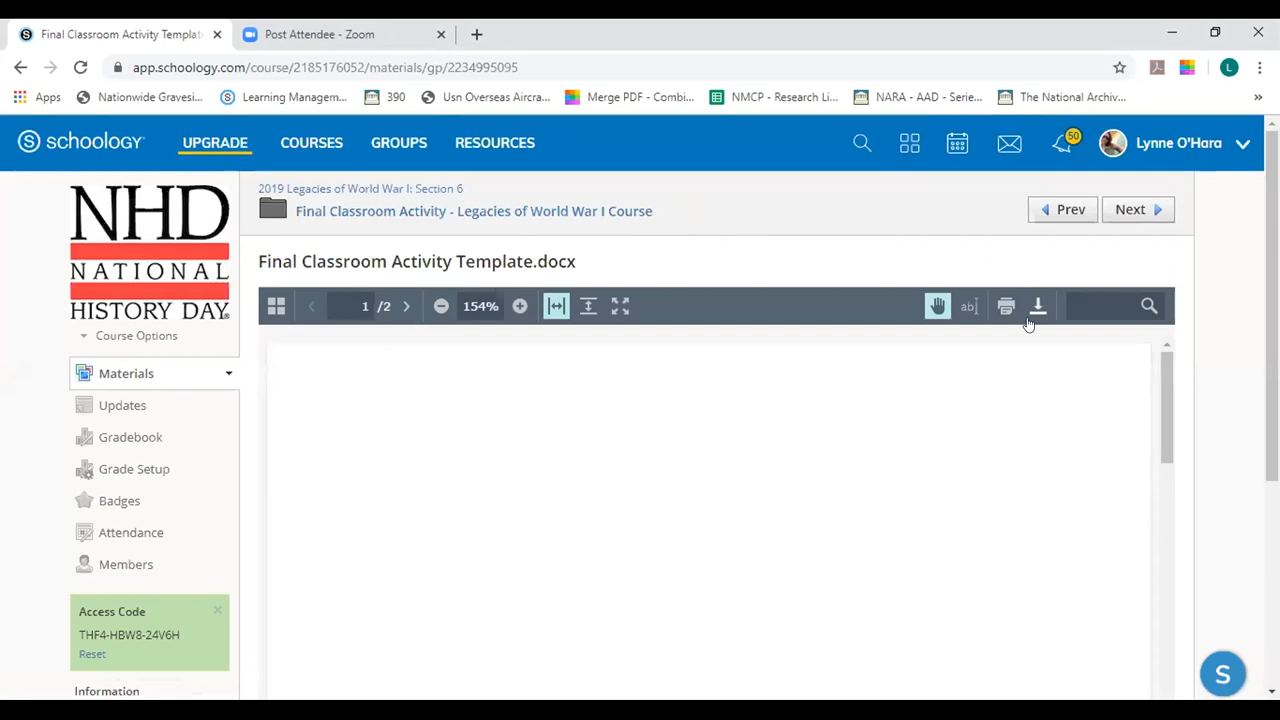 Final Classroom Activity Templat
Post Attendee - Zoom
app.schoology.com/course/2185176052/materials/gp/2234995095
L
Apps
Nationwide Gravesi...
Learning Managem...
390
Usn Overseas Aircra...
Merge PDF - Combi...
NMCP - Research Li...
NARA - AAD - Serie...
The National Archiv...
»
S schoology
UPGRADE
COURSES
GROUPS
RESOURCES
50
Lynne O'Hara
NHD
NATIONAL
HISTORY DAY®
2019 Legacies of World War I: Section 6
Final Classroom Activity - Legacies of World War I Course
Prev
Next
Final Classroom Activity Template.docx
1 /2
154%
ab
Course Options
Materials
Updates
Gradebook
Grade Setup
Badges
Attendance
Members
Access Code
THF4-HBW8-24V6H
Reset
Information
S